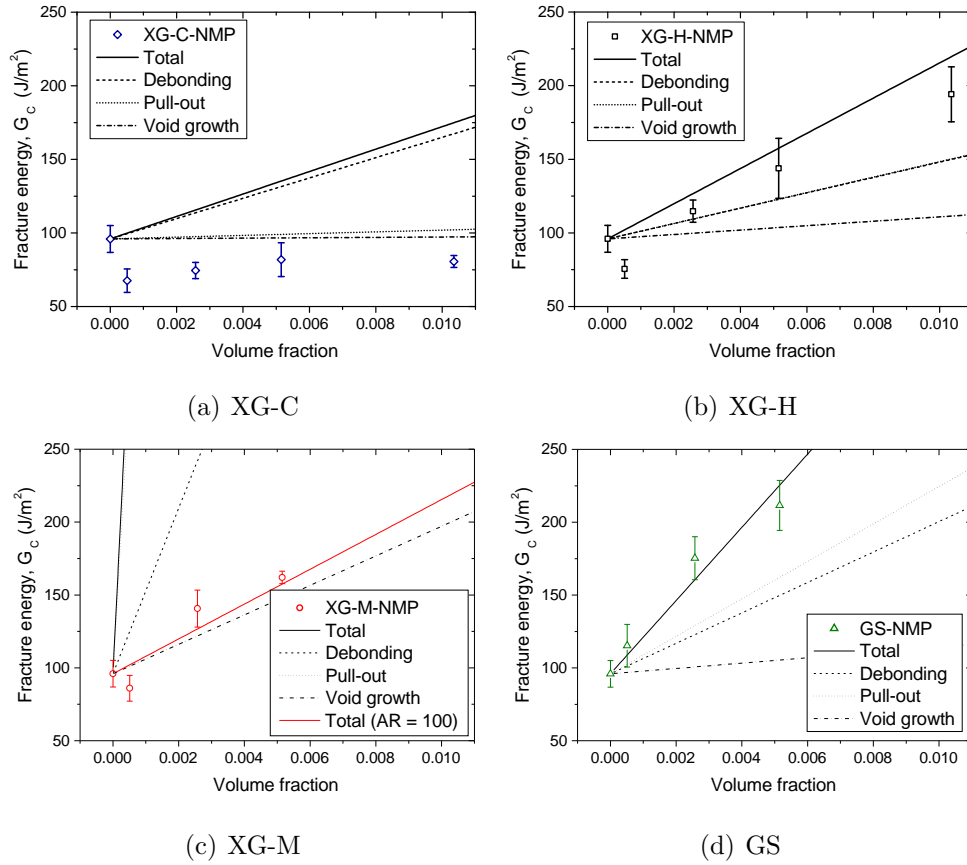 250
200
150
100
50
Fracture energy, G_C (J/m²)
XG-C-NMP
Total
Debonding
Pull-out
Void growth
0.000 0.002 0.004 0.006 0.008 0.010
Volume fraction
(a) XG-C
250
200
150
100
50
Fracture energy, G_C (J/m²)
XG-H-NMP
Total
Debonding
Pull-out
Void growth
0.000 0.002 0.004 0.006 0.008 0.010
Volume fraction
(b) XG-H
250
200
150
100
50
Fracture energy, G_C (J/m²)
XG-M-NMP
Total
Debonding
Pull-out
Void growth
Total (AR = 100)
0.000 0.002 0.004 0.006 0.008 0.010
Volume fraction
(c) XG-M
250
200
150
100
50
Fracture energy, G_C (J/m²)
GS-NMP
Total
Debonding
Pull-out
Void growth
0.000 0.002 0.004 0.006 0.008 0.010
Volume fraction
(d) GS